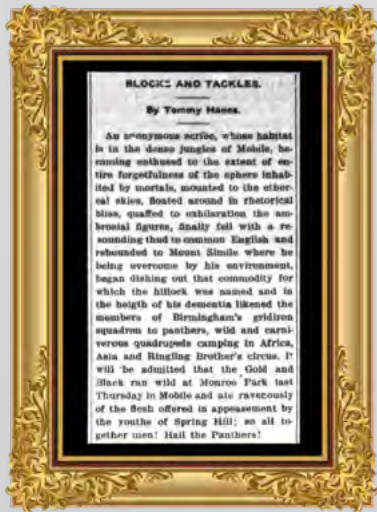 BLOCKS AND TACKLES.
By Tommy Hanes.
An anonymous scribe, whose habitat
is in the dense jungles of Mobile, be-
coming enthused to the extent of en-
tire forgetfulness of the sphere inhab-
ited by mortals, mounted to the ether-
eal skies, floated around in rhetorical
bliss, quaffed to exhilaration the am-
brosial figures, finally fell with a re-
sounding thud to common English and
rebounded to Mount Simile where he
being overcome by his environment,
began dishing out that commodity for
which the hillock was named and in
the heigth of his dementia likened the
members of Birmingham's gridiron
squadron to panthers, wild and carni-
verous quadrupeds camping in Africa,
Asia and Ringling Brother's circus. It
will be admitted that the Gold and
Black ran wild at Monroe Park last
Thursday in Mobile and ate ravenously
of the flesh offered in appeasement by
the youths of Spring Hill; so all to-
gether men! Hail the Panthers!